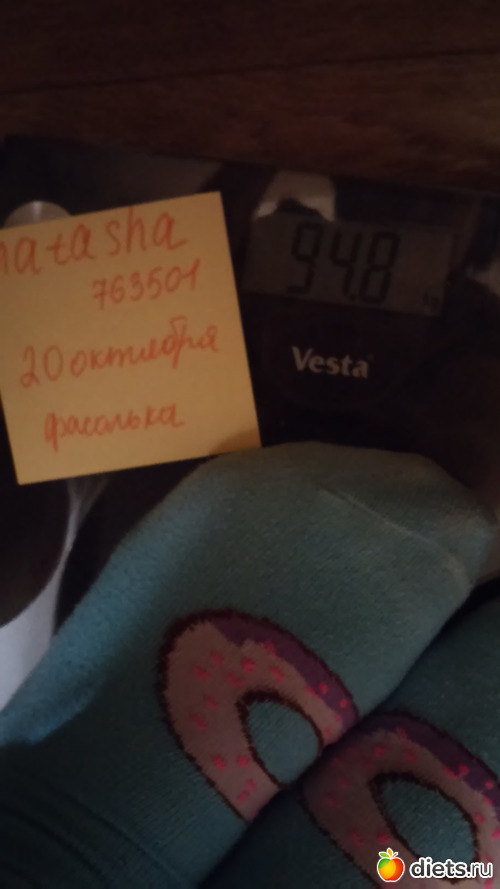 natasha
763501
20 октября
фасолька
94.8
Vesta
diets.ru